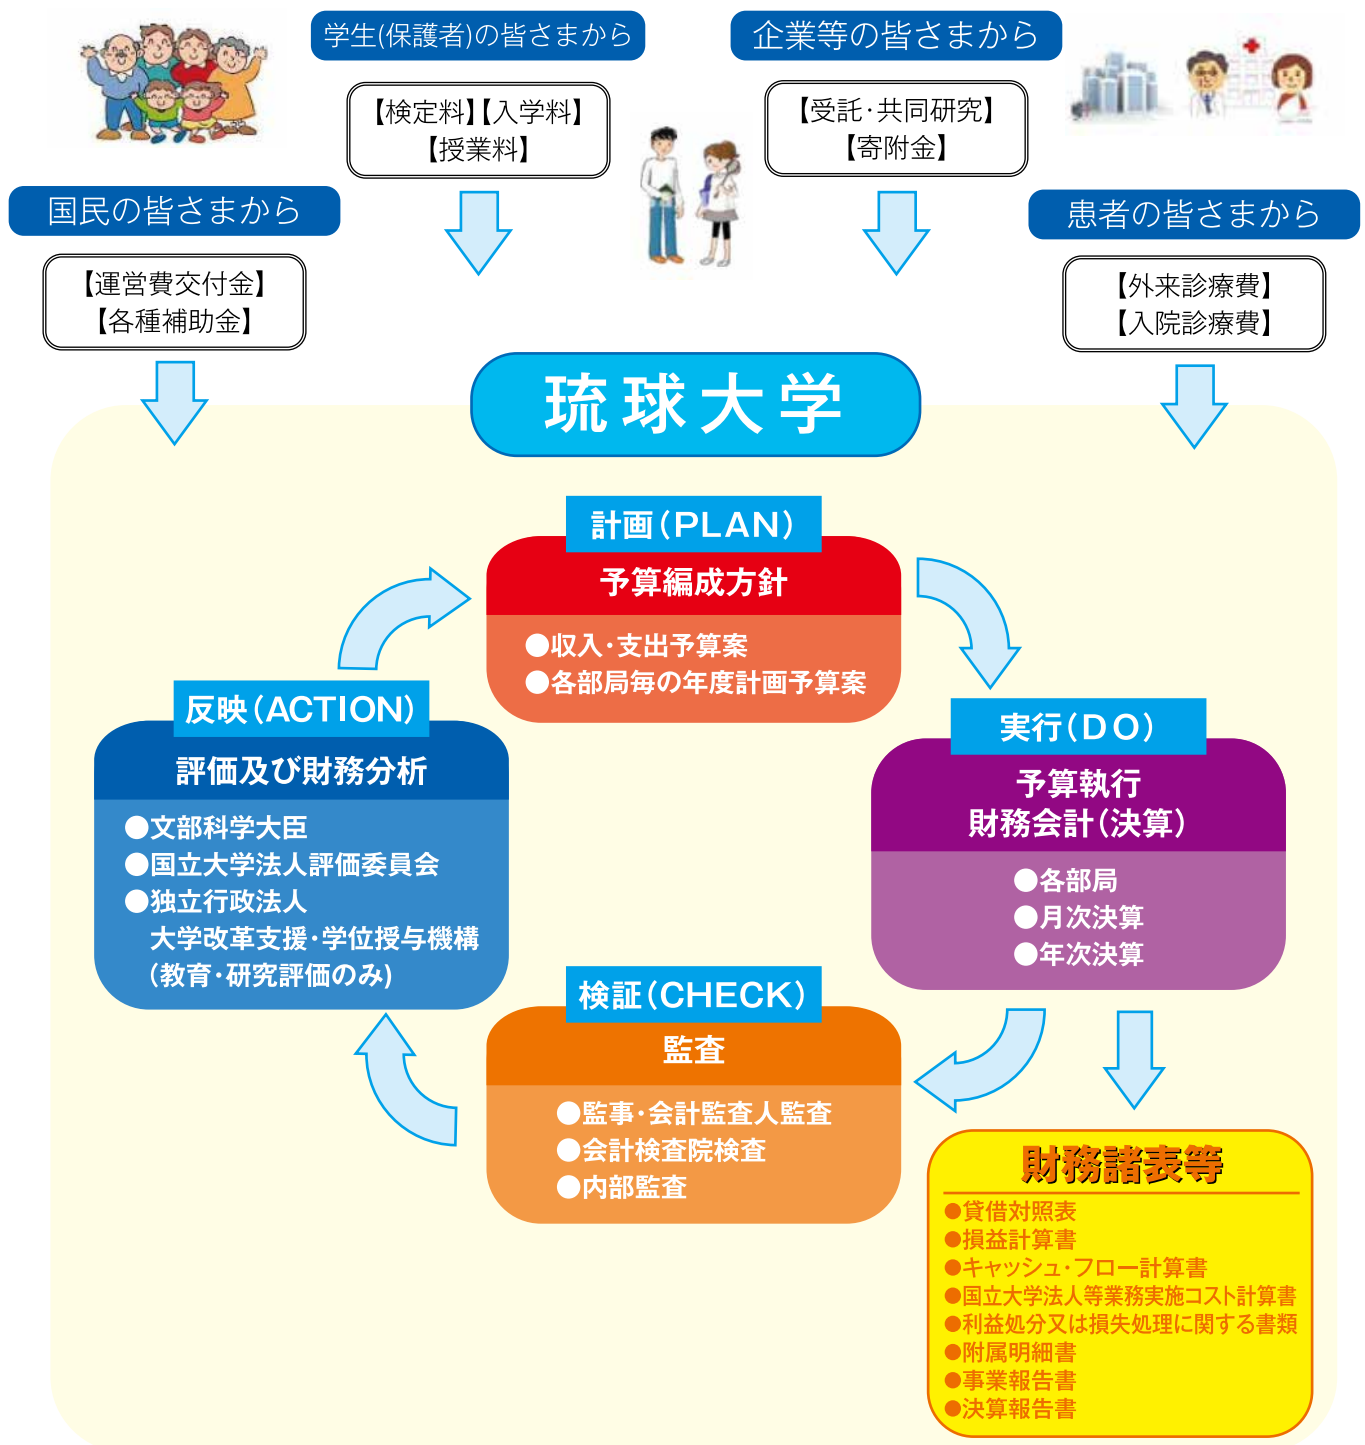 学生(保護者)の皆さまから
【検定料】【入学料】
【授業料】
企業等の皆さまから
【受託･共同研究】
【寄附金】
国民の皆さまから
【運営費交付金】
【各種補助金】
患者の皆さまから
【外来診療費】
【入院診療費】
琉球大学
計画（PLAN）
予算編成方針
●収入･支出予算案
●各部局毎の年度計画予算案
実行（DO）
予算執行
財務会計（決算）
●各部局
●月次決算
●年次決算
検証（CHECK）
監査
●監事･会計監査人監査
●会計検査院検査
●内部監査
反映（ACTION）
評価及び財務分析
●文部科学大臣
●国立大学法人評価委員会
●独立行政法人
大学改革支援･学位授与機構
（教育･研究評価のみ)
財務諸表等
●貸借対照表
●損益計算書
●キャッシュ･フロー計算書
●国立大学法人等業務実施コスト計算書
●利益処分又は損失処理に関する書類
●附属明細書
●事業報告書
●決算報告書